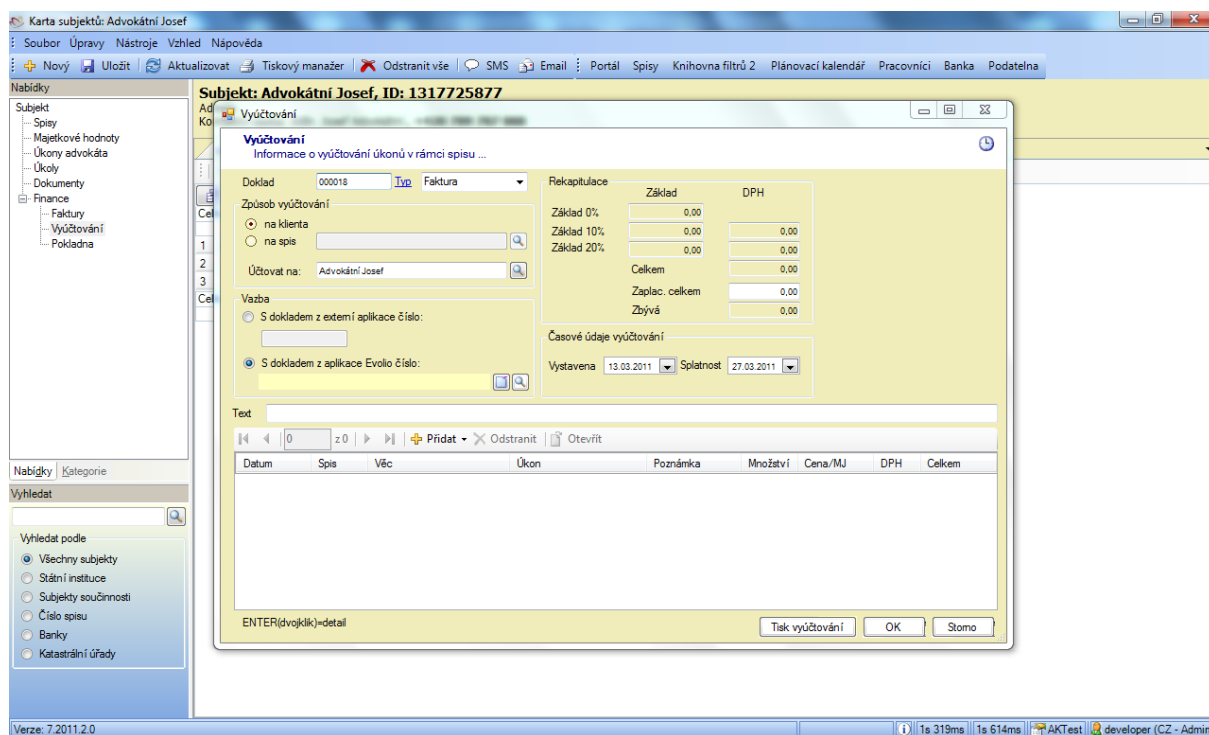 Karta subjektů: Advokátní Josef
Soubor Úpravy Nástroje Vzhled Nápověda
Nový Uložit Aktualizovat Tiskový manažer Odstranit vše SMS Email Portál Spisy Knihovna filtrů 2 Plánovací kalendář Pracovníci Banka Podatelna
Nabídky
Subjekt
Spisy
Majetkové hodnoty
Úkony advokáta
Úkoly
Dokumenty
Finance
Faktury
Vyúčtování
Pokladna
Nabídky Kategorie
Vyhledat
Vyhledat podle
Všechny subjekty
Státní instituce
Subjekty součinnosti
Číslo spisu
Banky
Katastrální úřady
Subjekt: Advokátní Josef, ID: 1317725877
Ad
Ko
Cel
1
2
3
Cel
Vyúčtování
Vyúčtování
Informace o vyúčtování úkonů v rámci spisu ...
Doklad 000018 Typ Faktura
Způsob vyúčtování
na klienta
na spis
Účtovat na: Advokátní Josef
Vazba
S dokladem z externí aplikace číslo:
S dokladem z aplikace Evolio číslo:
Rekapitulace
Základ DPH
Základ 0% 0,00
Základ 10% 0,00 0,00
Základ 20% 0,00 0,00
Celkem 0,00
Zaplac. celkem 0,00
Zbývá 0,00
Časové údaje vyúčtování
Vystavena 13.03.2011 Splatnost 27.03.2011
Text
0 z 0 Přidat Odstranit Otevřít
Datum Spis Věc Úkon Poznámka Množství Cena/MJ DPH Celkem
ENTER(dvojklik)=detail
Tisk vyúčtování OK Storno
Verze: 7.2011.2.0 1s 319ms 1s 614ms AKTest developer (CZ - Admin